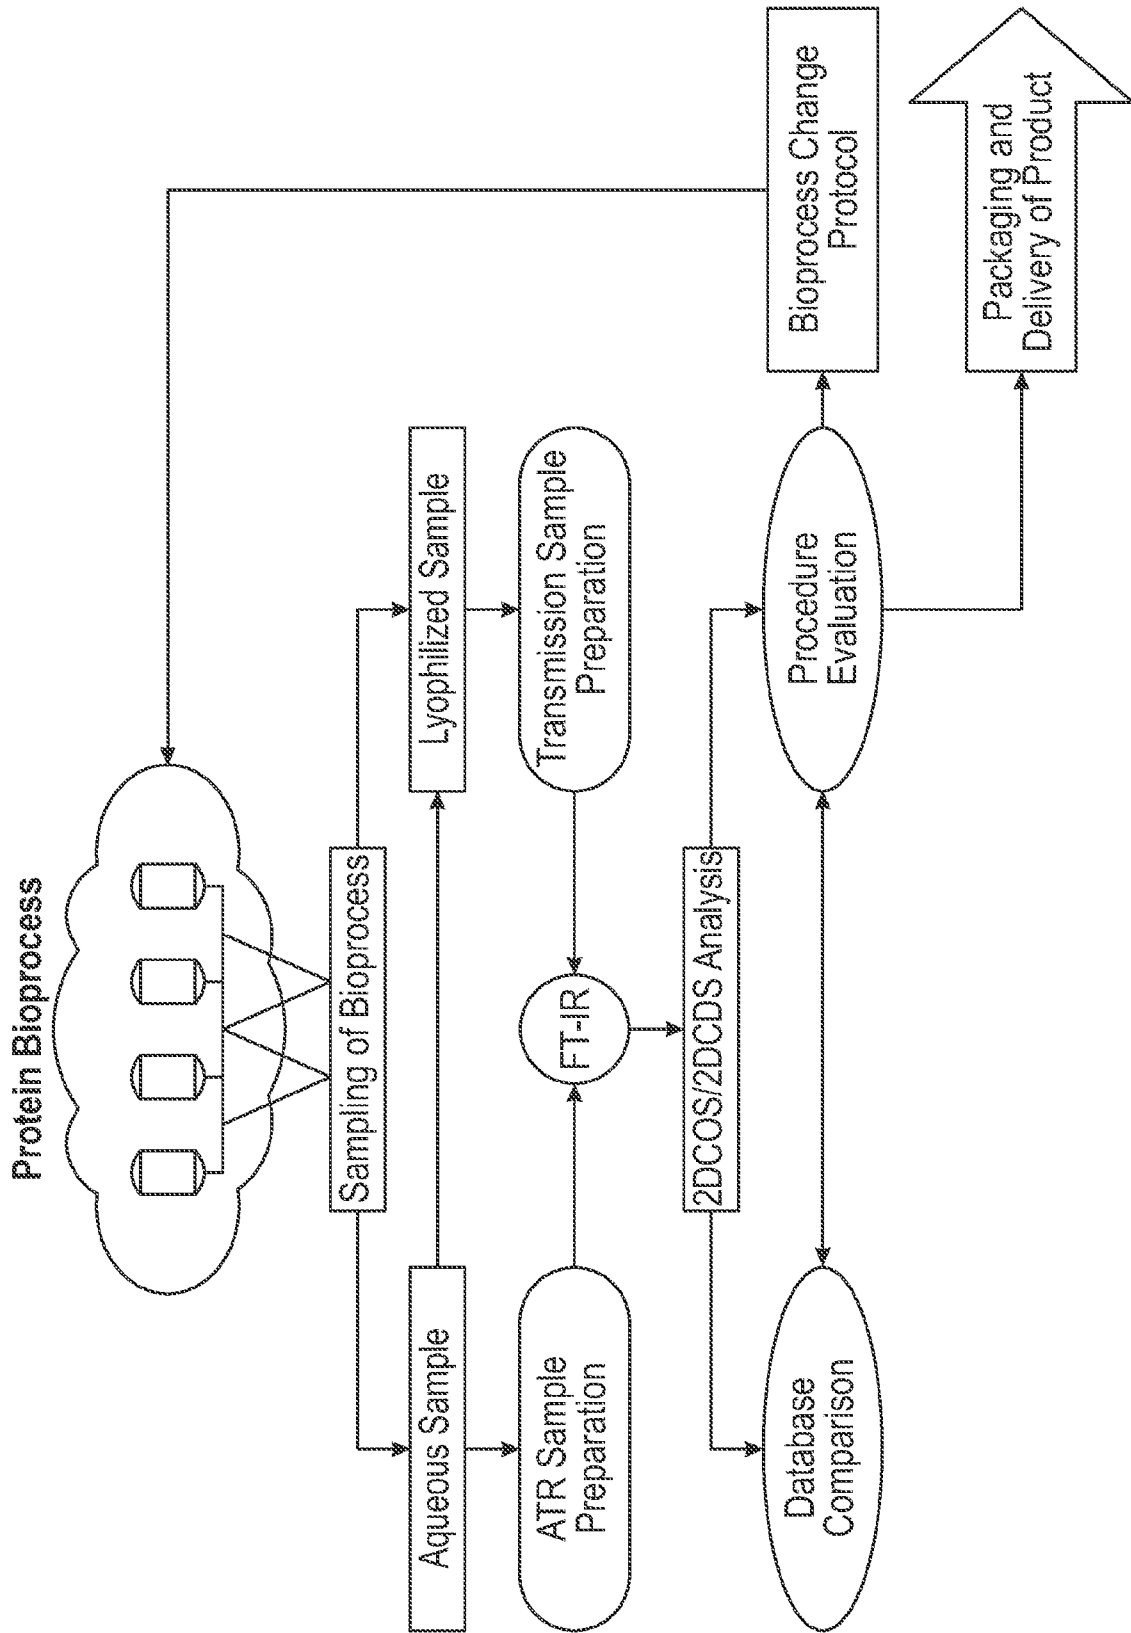 Protein Bioprocess
Sampling of Bioprocess
Aqueous Sample
Lyophilized Sample
ATR Sample
Preparation
FT-IR
Transmission Sample
Preparation
2DCOS/2DCDS Analysis
Database
Comparison
Procedure
Evaluation
Bioprocess Change
Protocol
Packaging and
Delivery of Product